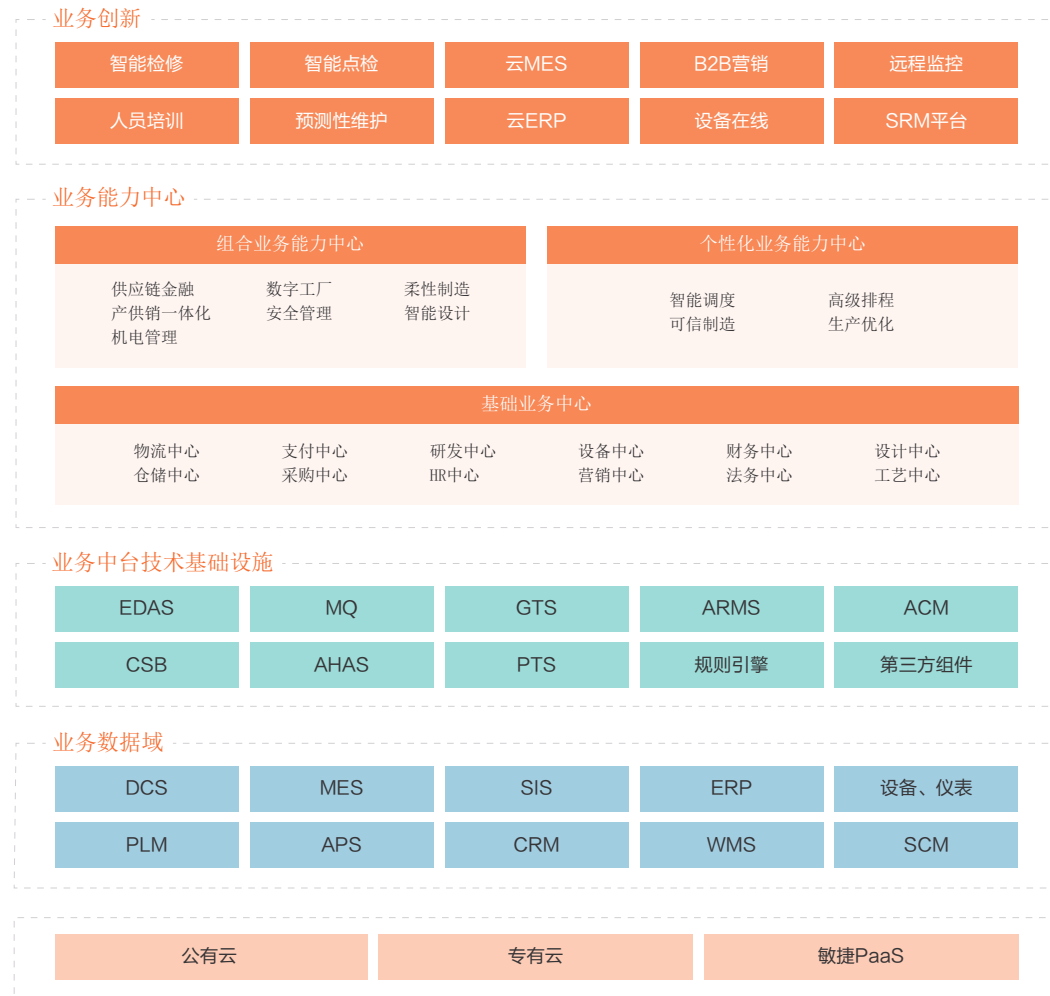 业务创新
智能检修 智能点检 云MES B2B营销 远程监控
人员培训 预测性维护 云ERP 设备在线 SRM平台
业务能力中心
组合业务能力中心
供应链金融 数字工厂 柔性制造
产供销一体化 安全管理 智能设计
机电管理
个性化业务能力中心
智能调度 高级排程
可信制造 生产优化
基础业务中心
物流中心 支付中心 研发中心 设备中心 财务中心 设计中心
仓储中心 采购中心 HR中心 营销中心 法务中心 工艺中心
业务中台技术基础设施
EDAS MQ GTS ARMS ACM
CSB AHAS PTS 规则引擎 第三方组件
业务数据域
DCS MES SIS ERP 设备、仪表
PLM APS CRM WMS SCM
公有云 专有云 敏捷PaaS